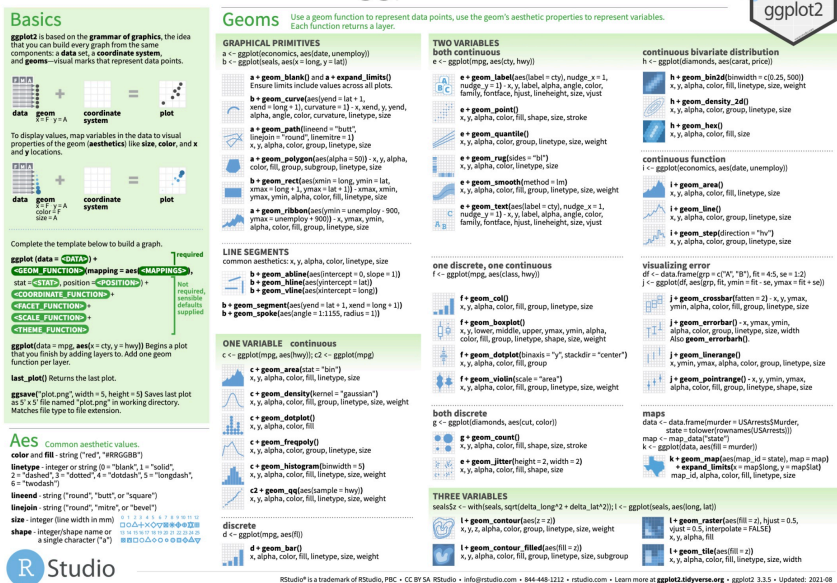 Basics
ggplot2 is based on the grammar of graphics, the idea
that you can build every graph from the same
components: a data set, a coordinate system,
and geoms—visual marks that represent data points.
F M A
data geom coordinate plot
x = F y = A system
To display values, map variables in the data to visual
properties of the geom (aesthetics) like size, color, and x
and y locations.
F M A
data geom coordinate plot
x = F y = A system
color = F
size = A
Complete the template below to build a graph.
required
ggplot (data = <DATA>) +
<GEOM_FUNCTION>(mapping = aes(<MAPPINGS>),
stat = <STAT>, position = <POSITION>) +
<COORDINATE_FUNCTION> +
<FACET_FUNCTION> +
<SCALE_FUNCTION> +
<THEME_FUNCTION>
Not
required,
sensible
defaults
supplied
ggplot(data = mpg, aes(x = cty, y = hwy)) Begins a plot
that you finish by adding layers to. Add one geom
function per layer.
last_plot() Returns the last plot.
ggsave("plot.png", width = 5, height = 5) Saves last plot
as 5' x 5' file named "plot.png" in working directory.
Matches file type to file extension.
Aes Common aesthetic values.
color and fill - string ("red", "#RRGGBB")
linetype - integer or string (0 = "blank", 1 = "solid",
2 = "dashed", 3 = "dotted", 4 = "dotdash", 5 = "longdash",
6 = "twodash")
lineend - string ("round", "butt", or "square")
linejoin - string ("round", "mitre", or "bevel")
size - integer (line width in mm)
0 1 2 3 4 5 6 7 8 9 10 11 12
shape - integer/shape name or
a single character ("a")
13 14 15 16 17 18 19 20 21 22 23 24 25
R Studio
Geoms Use a geom function to represent data points, use the geom's aesthetic properties to represent variables.
Each function returns a layer.
ggplot2
GRAPHICAL PRIMITIVES
a <- ggplot(economics, aes(date, unemploy))
b <- ggplot(seals, aes(x = long, y = lat))
a + geom_blank() and a + expand_limits()
Ensure limits include values across all plots.
b + geom_curve(aes(yend = lat + 1,
xend = long + 1), curvature = 1) - x, xend, y, yend,
alpha, angle, color, curvature, linetype, size
a + geom_path(lineend = "butt",
linejoin = "round", linemitre = 1)
x, y, alpha, color, group, linetype, size
a + geom_polygon(aes(alpha = 50)) - x, y, alpha,
color, fill, group, subgroup, linetype, size
b + geom_rect(aes(xmin = long, ymin = lat,
xmax = long + 1, ymax = lat + 1)) - xmax, xmin,
ymax, ymin, alpha, color, fill, linetype, size
a + geom_ribbon(aes(ymin = unemploy - 900,
ymax = unemploy + 900)) - x, ymax, ymin,
alpha, color, fill, group, linetype, size
LINE SEGMENTS
common aesthetics: x, y, alpha, color, linetype, size
b + geom_abline(aes(intercept = 0, slope = 1))
b + geom_hline(aes(yintercept = lat))
b + geom_vline(aes(xintercept = long))
b + geom_segment(aes(yend = lat + 1, xend = long + 1))
b + geom_spoke(aes(angle = 1:1155, radius = 1))
ONE VARIABLE continuous
c <- ggplot(mpg, aes(hwy)); c2 <- ggplot(mpg)
c + geom_area(stat = "bin")
x, y, alpha, color, fill, linetype, size
c + geom_density(kernel = "gaussian")
x, y, alpha, color, fill, group, linetype, size, weight
c + geom_dotplot()
x, y, alpha, color, fill
c + geom_freqpoly()
x, y, alpha, color, group, linetype, size
c + geom_histogram(binwidth = 5)
x, y, alpha, color, fill, linetype, size, weight
c2 + geom_qq(aes(sample = hwy))
x, y, alpha, color, fill, linetype, size, weight
discrete
d <- ggplot(mpg, aes(fl))
d + geom_bar()
x, alpha, color, fill, linetype, size, weight
TWO VARIABLES
both continuous
e <- ggplot(mpg, aes(cty, hwy))
e + geom_label(aes(label = cty), nudge_x = 1,
nudge_y = 1) - x, y, label, alpha, angle, color,
family, fontface, hjust, lineheight, size, vjust
e + geom_point()
x, y, alpha, color, fill, shape, size, stroke
e + geom_quantile()
x, y, alpha, color, group, linetype, size, weight
e + geom_rug(sides = "bl")
x, y, alpha, color, linetype, size
e + geom_smooth(method = lm)
x, y, alpha, color, fill, group, linetype, size, weight
e + geom_text(aes(label = cty), nudge_x = 1,
nudge_y = 1) - x, y, label, alpha, angle, color,
family, fontface, hjust, lineheight, size, vjust
one discrete, one continuous
f <- ggplot(mpg, aes(class, hwy))
f + geom_col()
x, y, alpha, color, fill, group, linetype, size
f + geom_boxplot()
x, y, lower, middle, upper, ymax, ymin, alpha,
color, fill, group, linetype, shape, size, weight
f + geom_dotplot(binaxis = "y", stackdir = "center")
x, y, alpha, color, fill, group
f + geom_violin(scale = "area")
x, y, alpha, color, fill, group, linetype, size, weight
both discrete
g <- ggplot(diamonds, aes(cut, color))
g + geom_count()
x, y, alpha, color, fill, shape, size, stroke
e + geom_jitter(height = 2, width = 2)
x, y, alpha, color, fill, shape, size
THREE VARIABLES
seals$z <- with(seals, sqrt(delta_long^2 + delta_lat^2)); l <- ggplot(seals, aes(long, lat))
l + geom_contour(aes(z = z))
x, y, z, alpha, color, group, linetype, size, weight
l + geom_contour_filled(aes(fill = z))
x, y, alpha, color, fill, group, linetype, size, subgroup
l + geom_raster(aes(fill = z), hjust = 0.5,
vjust = 0.5, interpolate = FALSE)
x, y, alpha, fill
l + geom_tile(aes(fill = z))
x, y, alpha, color, fill, linetype, size, width
continuous bivariate distribution
h <- ggplot(diamonds, aes(carat, price))
h + geom_bin2d(binwidth = c(0.25, 500))
x, y, alpha, color, fill, linetype, size, weight
h + geom_density_2d()
x, y, alpha, color, group, linetype, size
h + geom_hex()
x, y, alpha, color, fill, size
continuous function
i <- ggplot(economics, aes(date, unemploy))
i + geom_area()
x, y, alpha, color, fill, linetype, size
i + geom_line()
x, y, alpha, color, group, linetype, size
i + geom_step(direction = "hv")
x, y, alpha, color, group, linetype, size
visualizing error
df <- data.frame(grp = c("A", "B"), fit = 4:5, se = 1:2)
j <- ggplot(df, aes(grp, fit, ymin = fit - se, ymax = fit + se))
j + geom_crossbar(fatten = 2) - x, y, ymax,
ymin, alpha, color, fill, group, linetype, size
j + geom_errorbar() - x, ymax, ymin,
alpha, color, group, linetype, size, width
Also geom_errorbarh().
j + geom_linerange()
x, ymin, ymax, alpha, color, group, linetype, size
j + geom_pointrange() - x, y, ymin, ymax,
alpha, color, fill, group, linetype, shape, size
maps
data <- data.frame(murder = USArrests$Murder,
state = tolower(rownames(USArrests)))
map <- map_data("state")
k <- ggplot(data, aes(fill = murder))
k + geom_map(aes(map_id = state), map = map)
+ expand_limits(x = map$long, y = map$lat)
map_id, alpha, color, fill, linetype, size
RStudio® is a trademark of RStudio, PBC • CC BY SA RStudio • info@rstudio.com • 844-448-1212 • rstudio.com • Learn more at ggplot2.tidyverse.org • ggplot2 3.3.5 • Updated: 2021-08